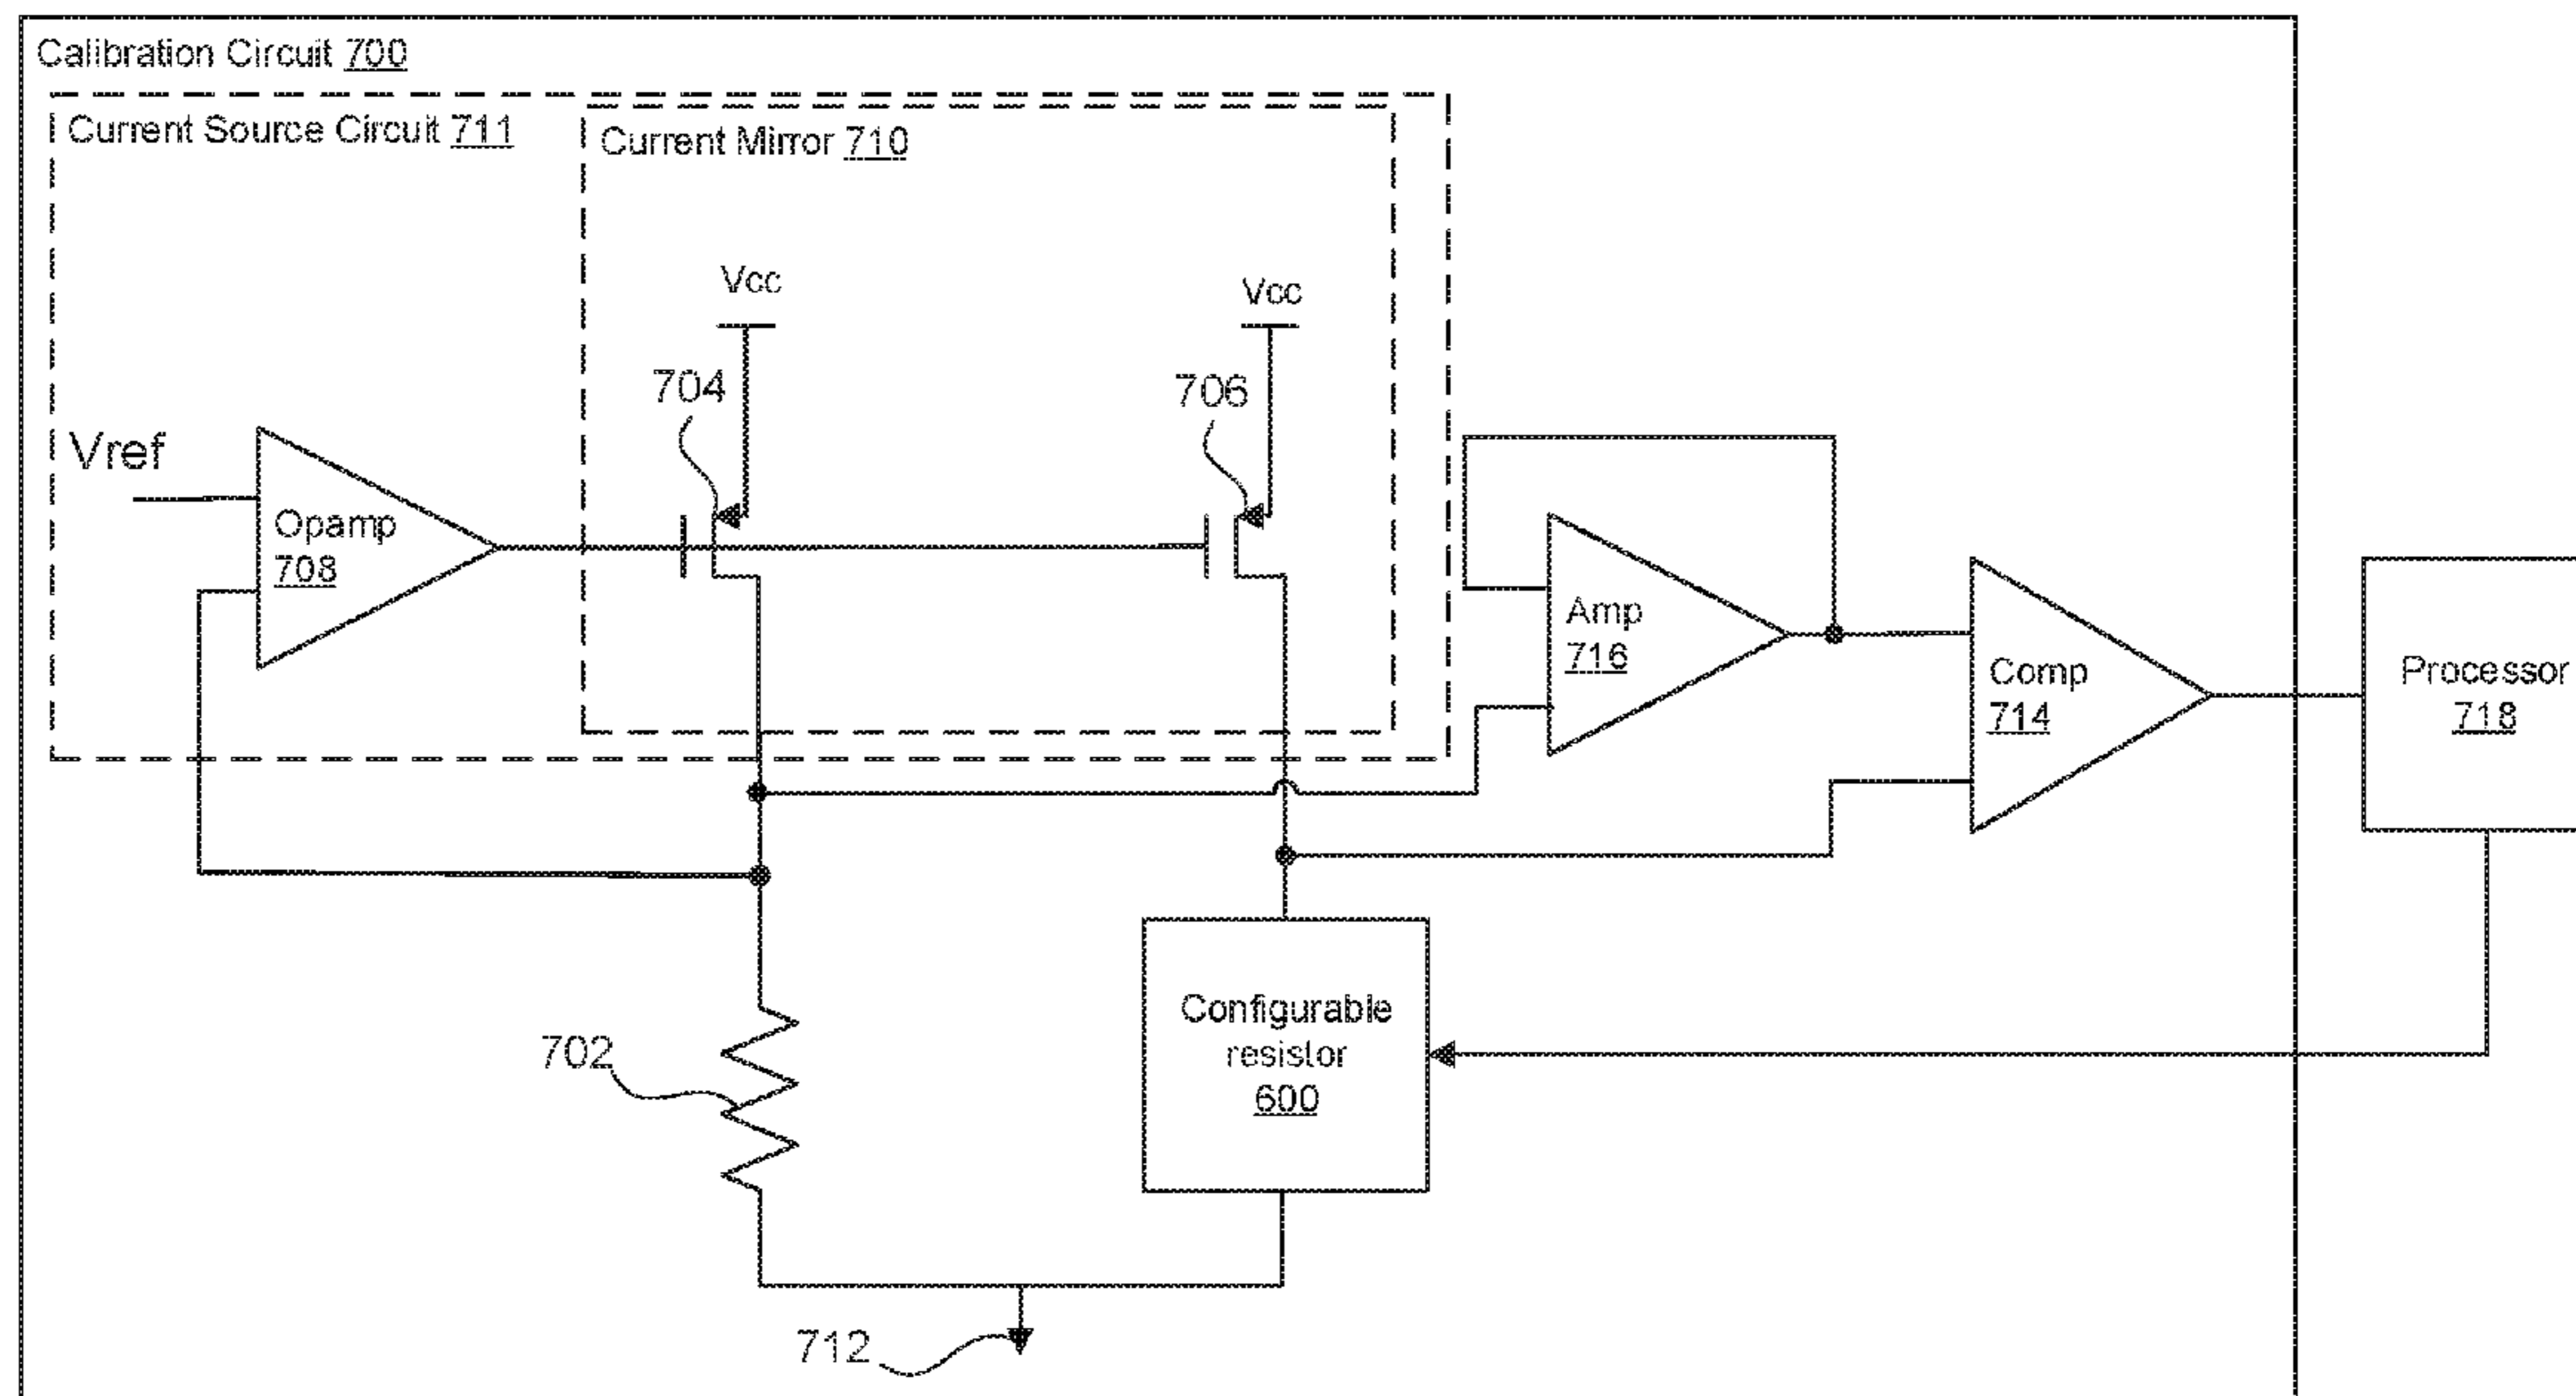 Calibration Circuit 700
Current Source Circuit 711
Current Mirror 710
Vcc
Vcc
704
706
Vref
Opamp
708
Amp
716
Comp
714
Processor
718
702
Configurable
resistor
600
712